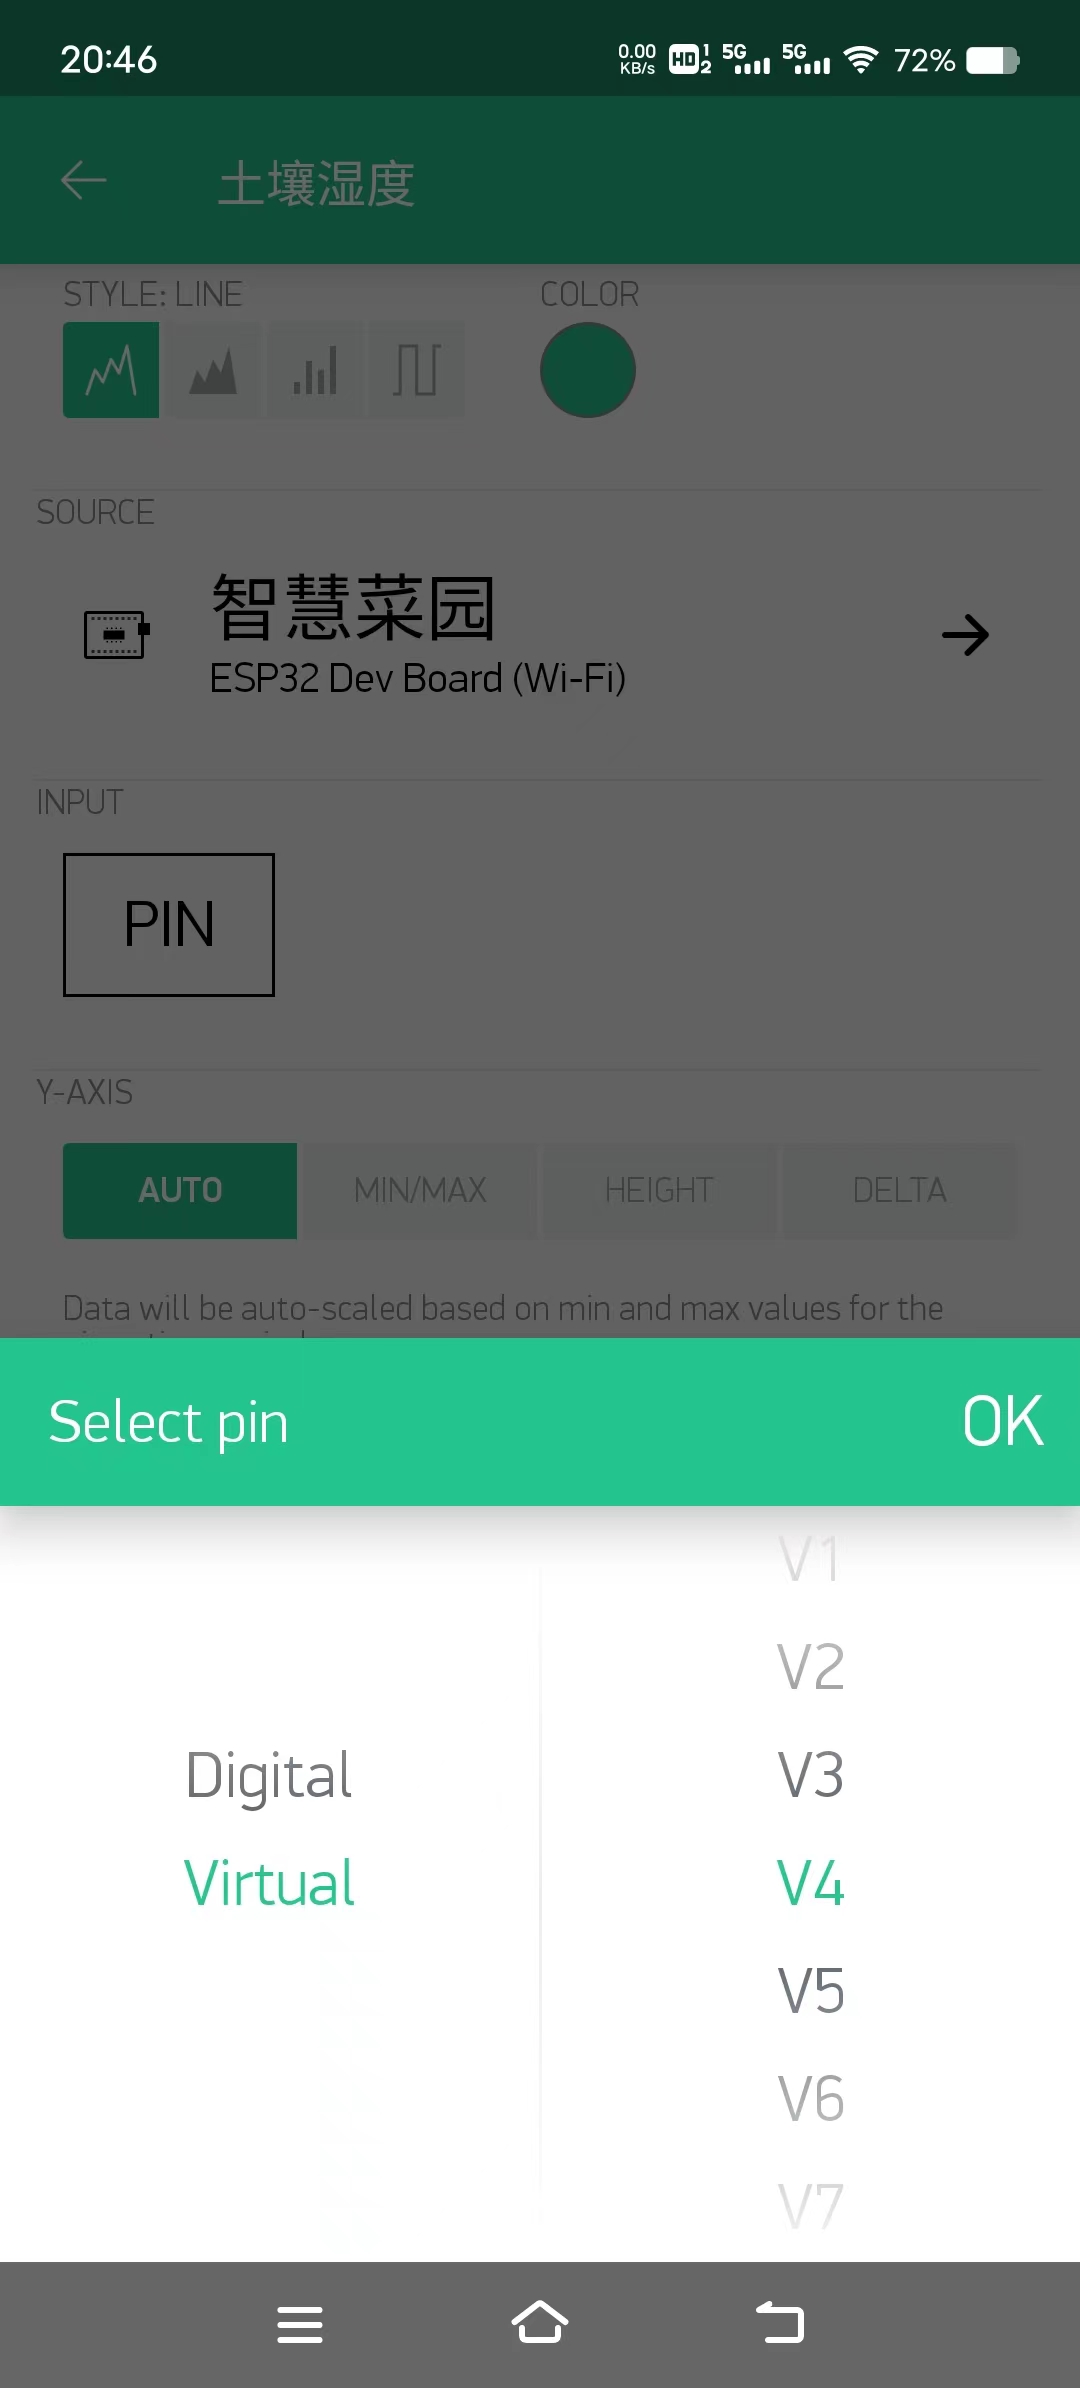 20:46
0.00 KB/s HD 1 2 5G 5G 72%
土壤湿度
STYLE: LINE
COLOR
SOURCE
智慧菜园
ESP32 Dev Board (Wi-Fi)
INPUT
PIN
Y-AXIS
AUTO MIN/MAX HEIGHT DELTA
Data will be auto-scaled based on min and max values for the
Select pin
OK
V1
V2
Digital
V3
Virtual
V4
V5
V6
V7